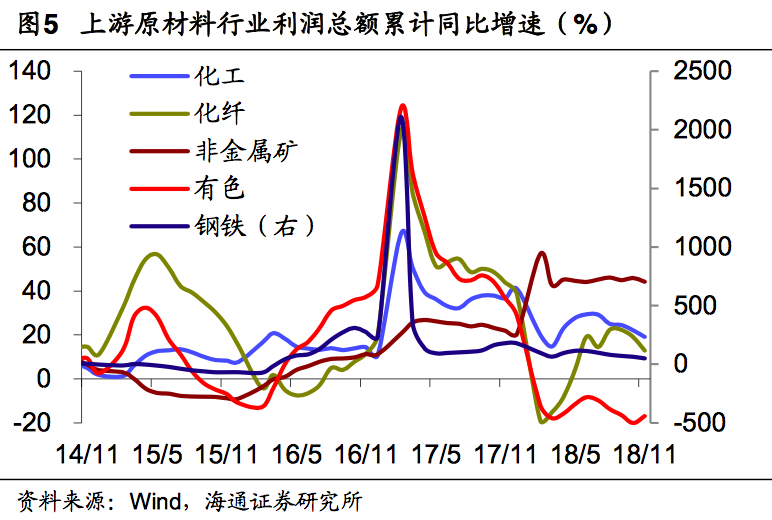 图5 上游原材料行业利润总额累计同比增速（%）
140 2500
120 化工 2000
100 化纤
80 非金属矿 1500
有色
60 钢铁（右） 1000
40 500
20
0 0
-20 -500
14/11 15/5 15/11 16/5 16/11 17/5 17/11 18/5 18/11
资料来源：Wind，海通证券研究所